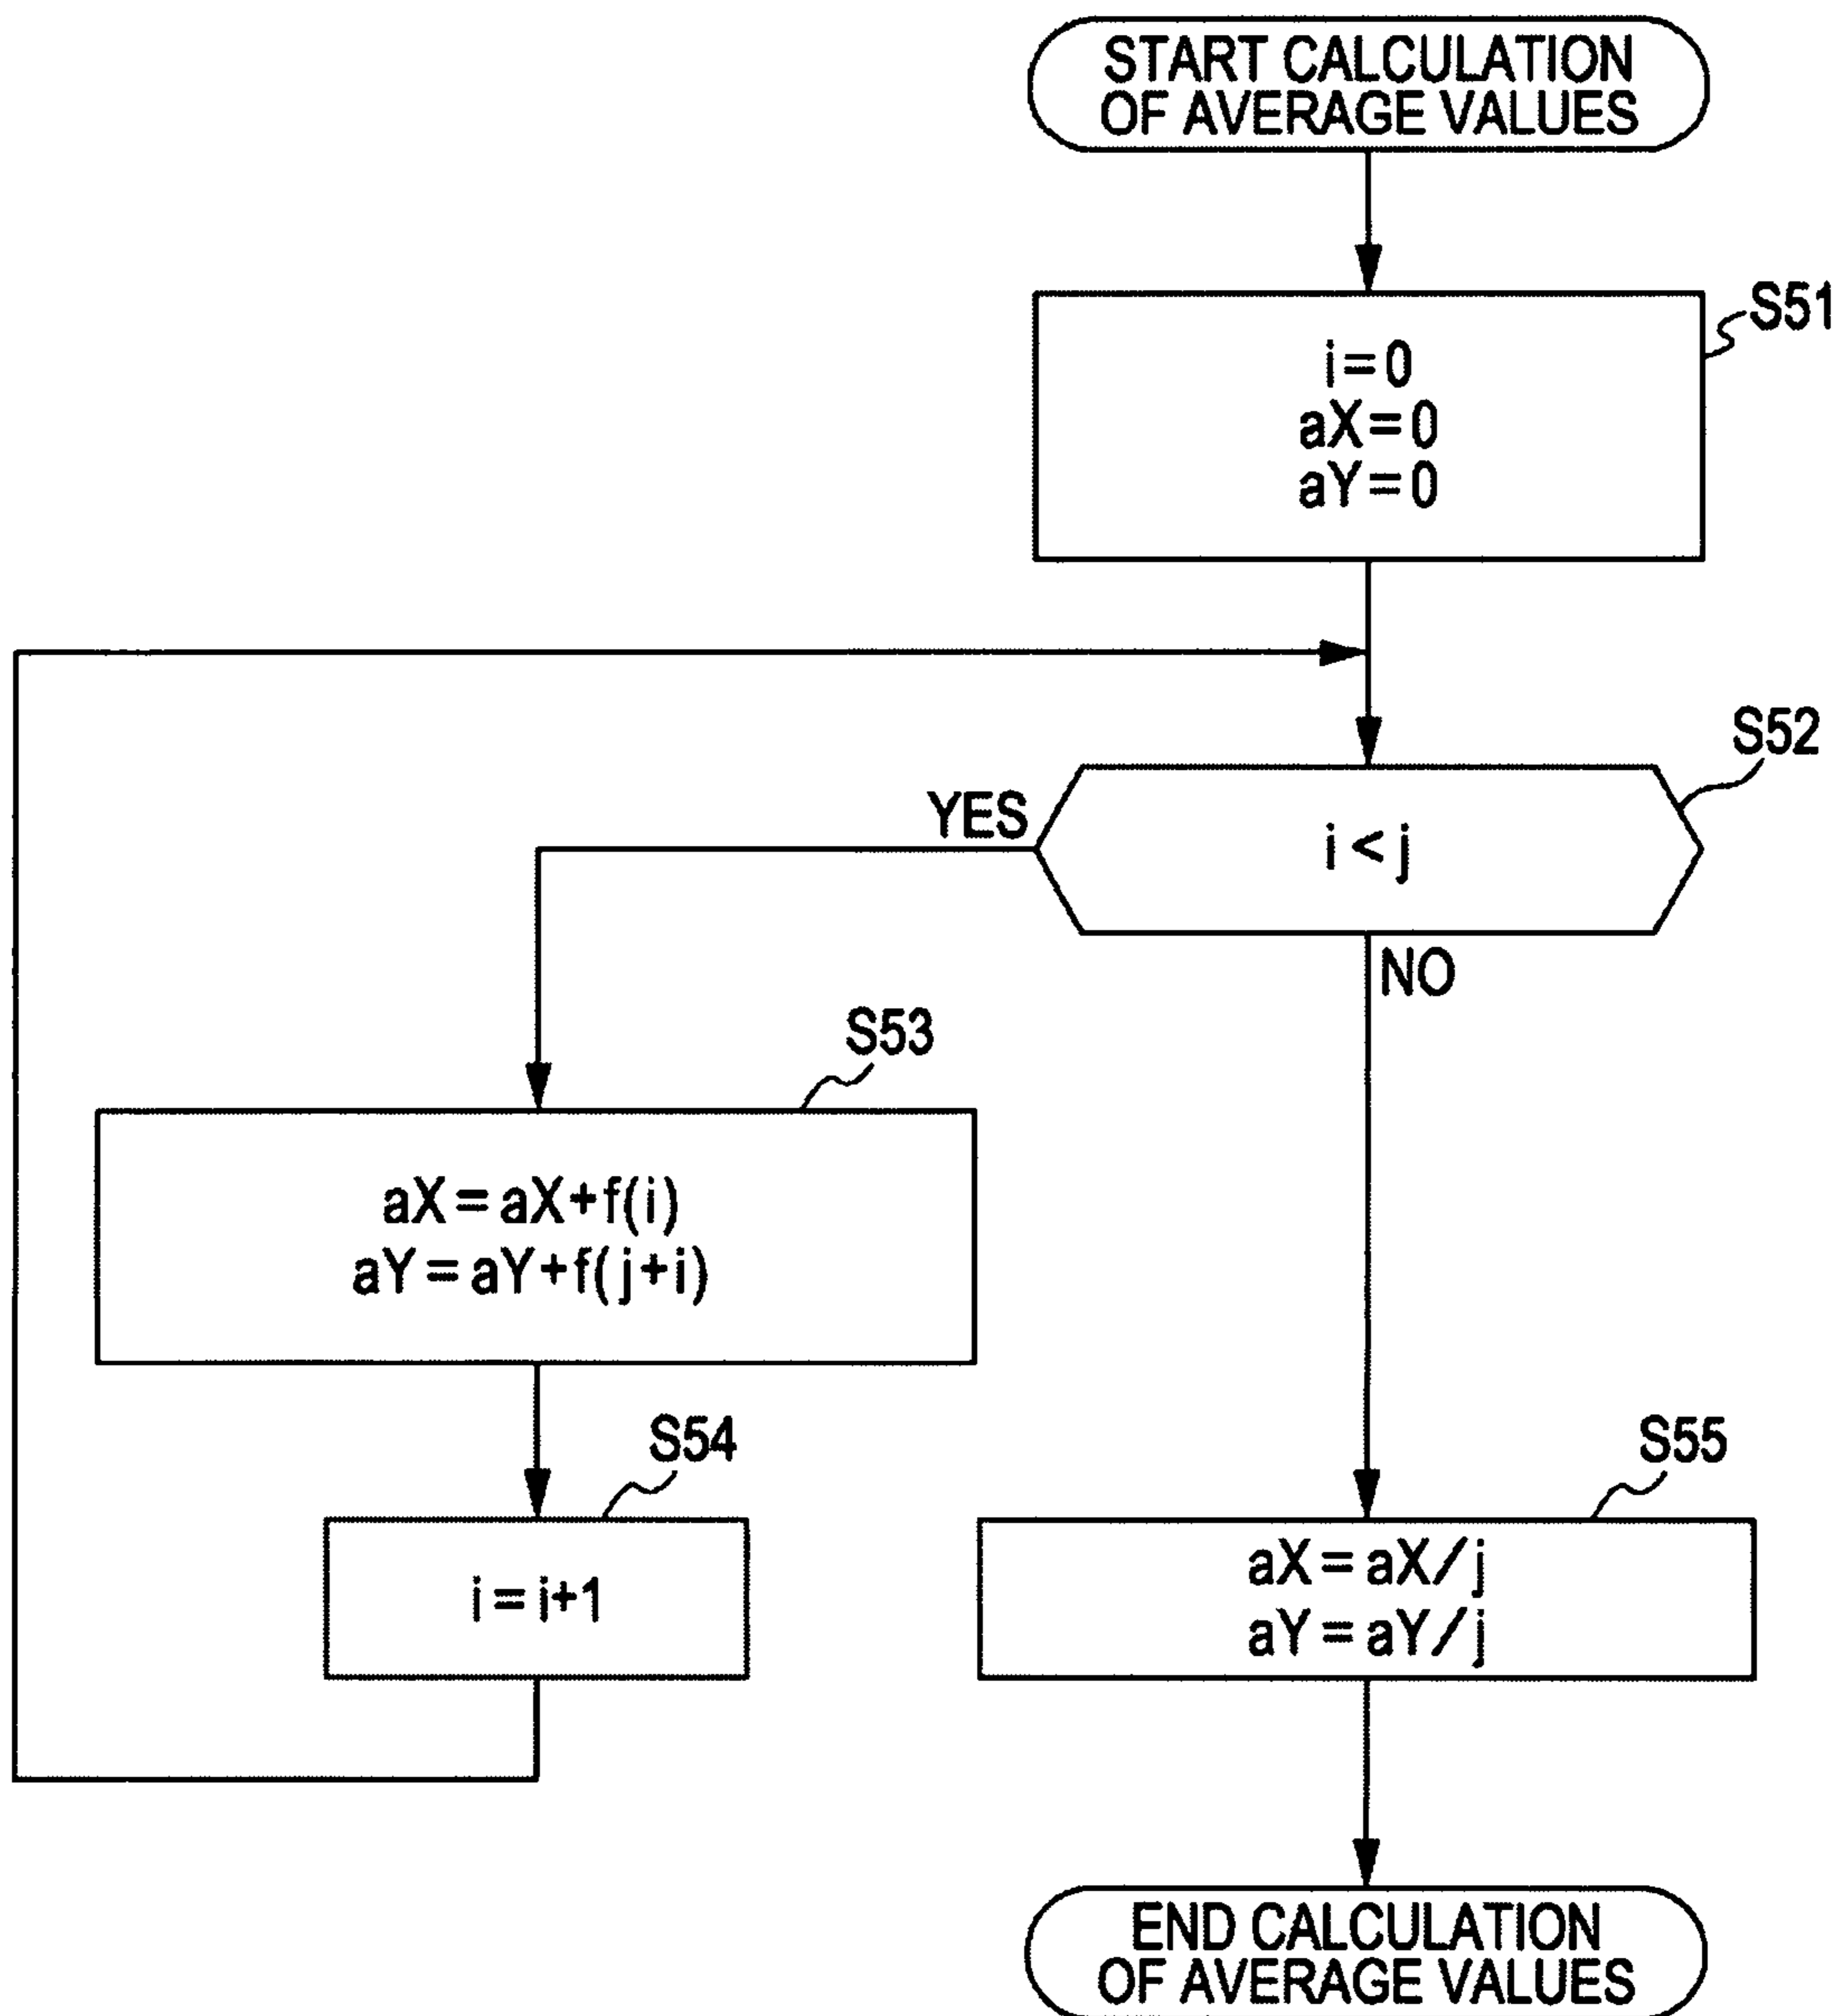 START CALCULATION
OF AVERAGE VALUES
S51
i=0
aX=0
aY=0
S52
YES
i<j
NO
S53
aX=aX+f(i)
aY=aY+f(j+i)
S54
i=i+1
S55
aX=aX/j
aY=aY/j
END CALCULATION
OF AVERAGE VALUES